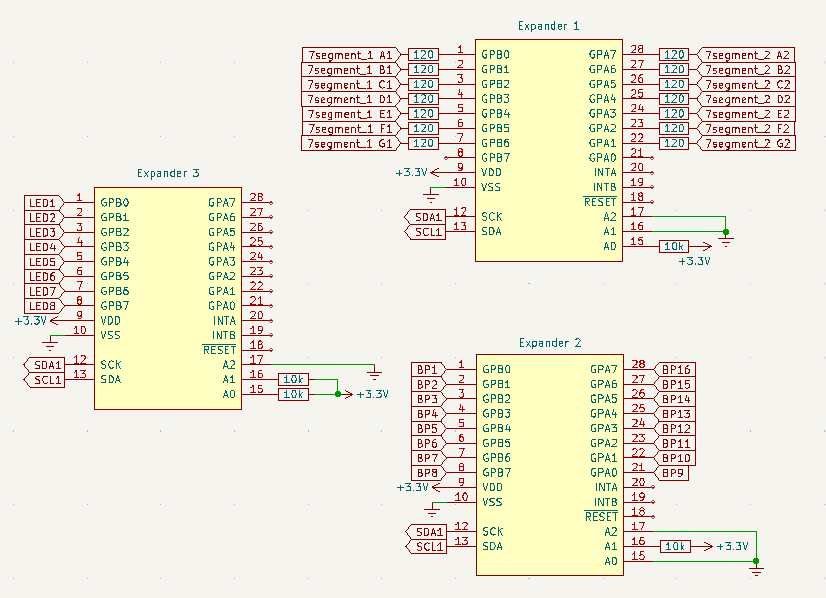 Expander 1
7segment_1 A1 120 1 GPB0 GPA7 28 120 7segment_2 A2
7segment_1 B1 120 2 GPB1 GPA6 27 120 7segment_2 B2
7segment_1 C1 120 3 GPB2 GPA5 26 120 7segment_2 C2
7segment_1 D1 120 4 GPB3 GPA4 25 120 7segment_2 D2
7segment_1 E1 120 5 GPB4 GPA3 24 120 7segment_2 E2
7segment_1 F1 120 6 GPB5 GPA2 23 120 7segment_2 F2
7segment_1 G1 120 7 GPB6 GPA1 22 120 7segment_2 G2
8 GPB7 GPA0 21
+3.3V 9 VDD INTA 20
10 VSS INTB 19
RESET 18
SDA1 12 SCK A2 17
SCL1 13 SDA A1 16
A0 15 10k
+3.3V
Expander 3
LED1 1 GPB0 GPA7 28
LED2 2 GPB1 GPA6 27
LED3 3 GPB2 GPA5 26
LED4 4 GPB3 GPA4 25
LED5 5 GPB4 GPA3 24
LED6 6 GPB5 GPA2 23
LED7 7 GPB6 GPA1 22
LED8 8 GPB7 GPA0 21
+3.3V 9 VDD INTA 20
10 VSS INTB 19
RESET 18
SDA1 12 SCK A2 17
SCL1 13 SDA A1 16 10k
A0 15 10k +3.3V
Expander 2
BP1 1 GPB0 GPA7 28 BP16
BP2 2 GPB1 GPA6 27 BP15
BP3 3 GPB2 GPA5 26 BP14
BP4 4 GPB3 GPA4 25 BP13
BP5 5 GPB4 GPA3 24 BP12
BP6 6 GPB5 GPA2 23 BP11
BP7 7 GPB6 GPA1 22 BP10
BP8 8 GPB7 GPA0 21 BP9
+3.3V 9 VDD INTA 20
10 VSS INTB 19
RESET 18
SDA1 12 SCK A2 17
SCL1 13 SDA A1 16 10k +3.3V
A0 15